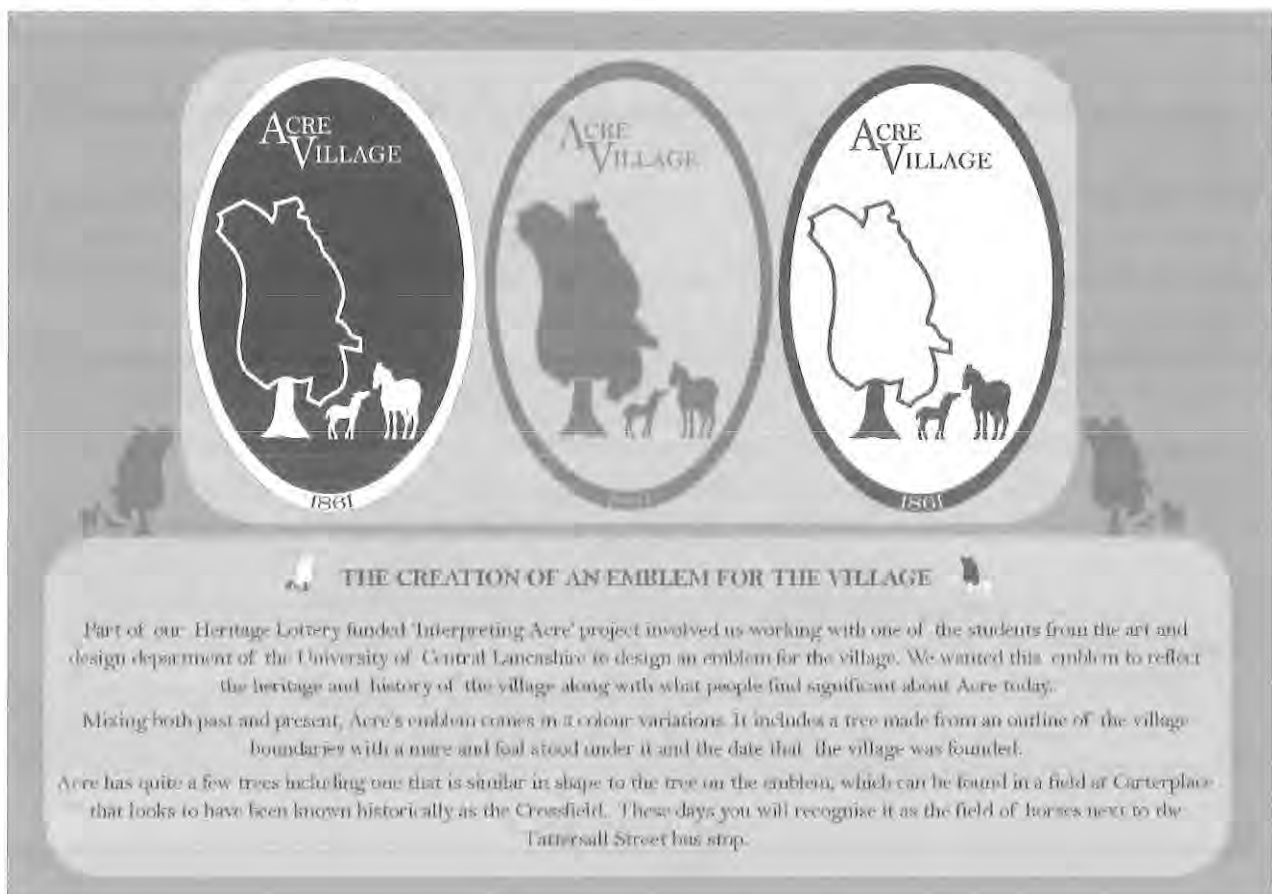 ACRE
VILLAGE
1861
ACRE
VILLAGE
1861
ACRE
VILLAGE
1861
THE CREATION OF AN EMBLEM FOR THE VILLAGE
Part of our Heritage Lottery funded 'Interpreting Acre' project involved us working with one of the students from the art and
design department of the University of Central Lancashire to design an emblem for the village. We wanted this emblem to reflect
the heritage and history of the village along with what people find significant about Acre today.
Mixing both past and present, Acre's emblem comes in 2 colour variations. It includes a tree made from an outline of the village
boundaries with a mare and foal stood under it and the date that the village was founded.
Acre has quite a few trees including one that is similar in shape to the tree on the emblem, which can be found in a field at Carterplace
that looks to have been known historically as the Crossfield. These days you will recognise it as the field of horses next to the
Tattersall Street bus stop.